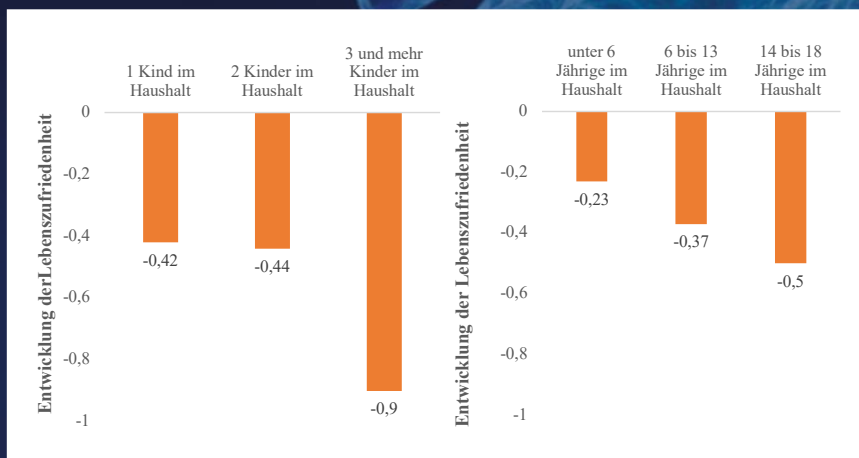 1 Kind im
Haushalt
2 Kinder im
Haushalt
3 und mehr
Kinder im
Haushalt
Entwicklung derLebenszufriedenheit
0
-0,2
-0,4
-0,6
-0,8
-1
-0,42
-0,44
-0,9
unter 6
Jährige im
Haushalt
6 bis 13
Jährige im
Haushalt
14 bis 18
Jährige im
Haushalt
Entwicklung der Lebenszufriedenheit
0
-0,2
-0,4
-0,6
-0,8
-1
-0,23
-0,37
-0,5